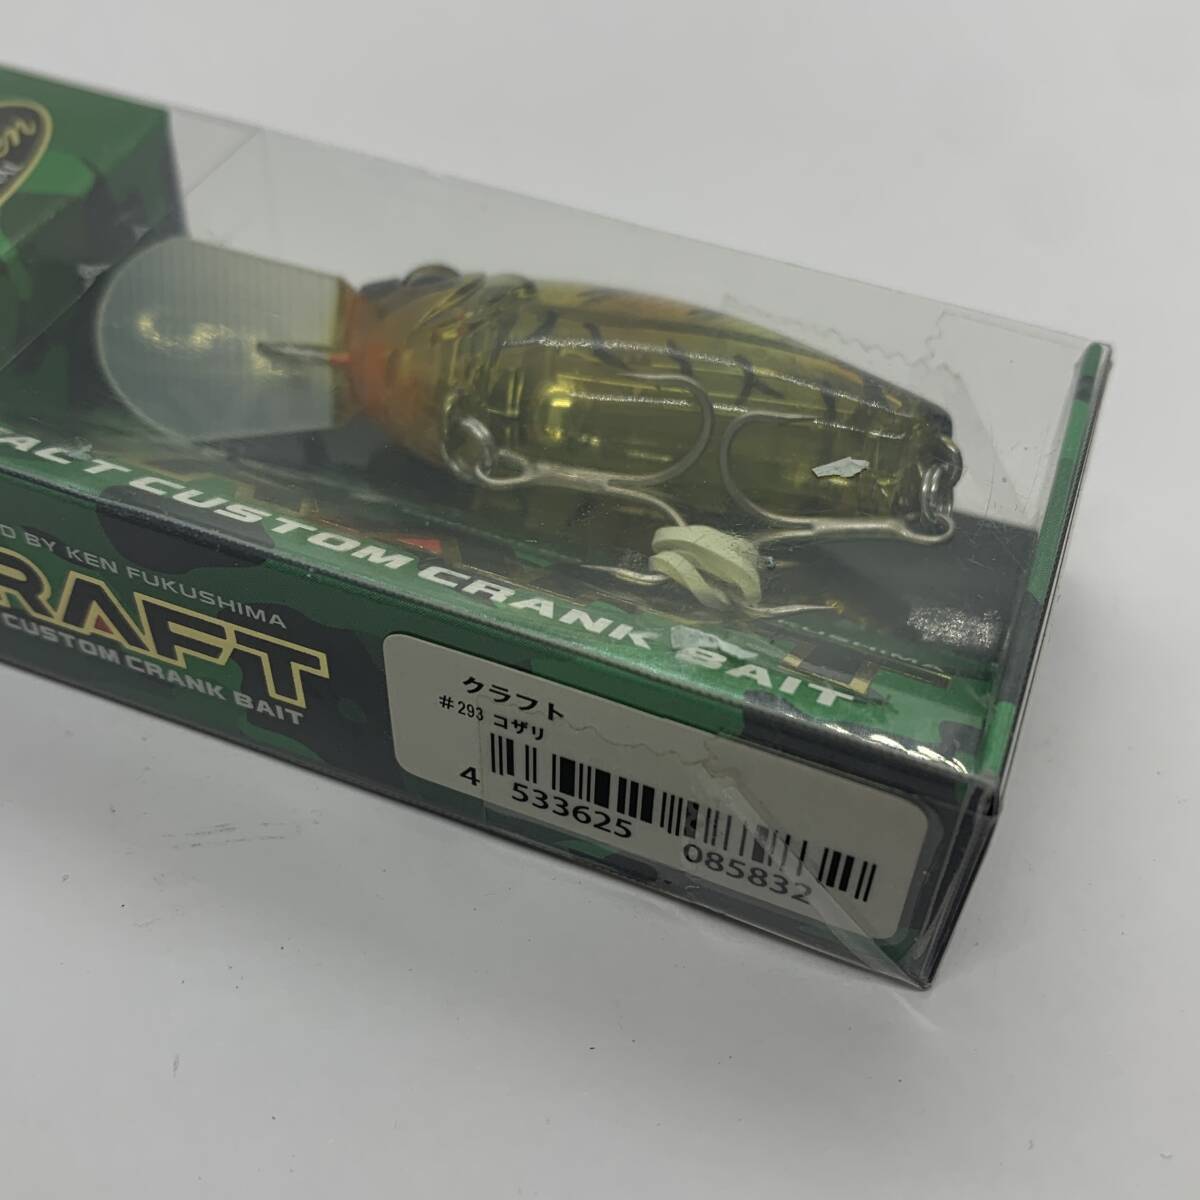 ACT CUSTOM CRANK BAIT
D BY KEN FUKUSHIMA
RAFT
CUSTOM CRANK BAIT
クラフト
#293 コザリ
4 533625 085832